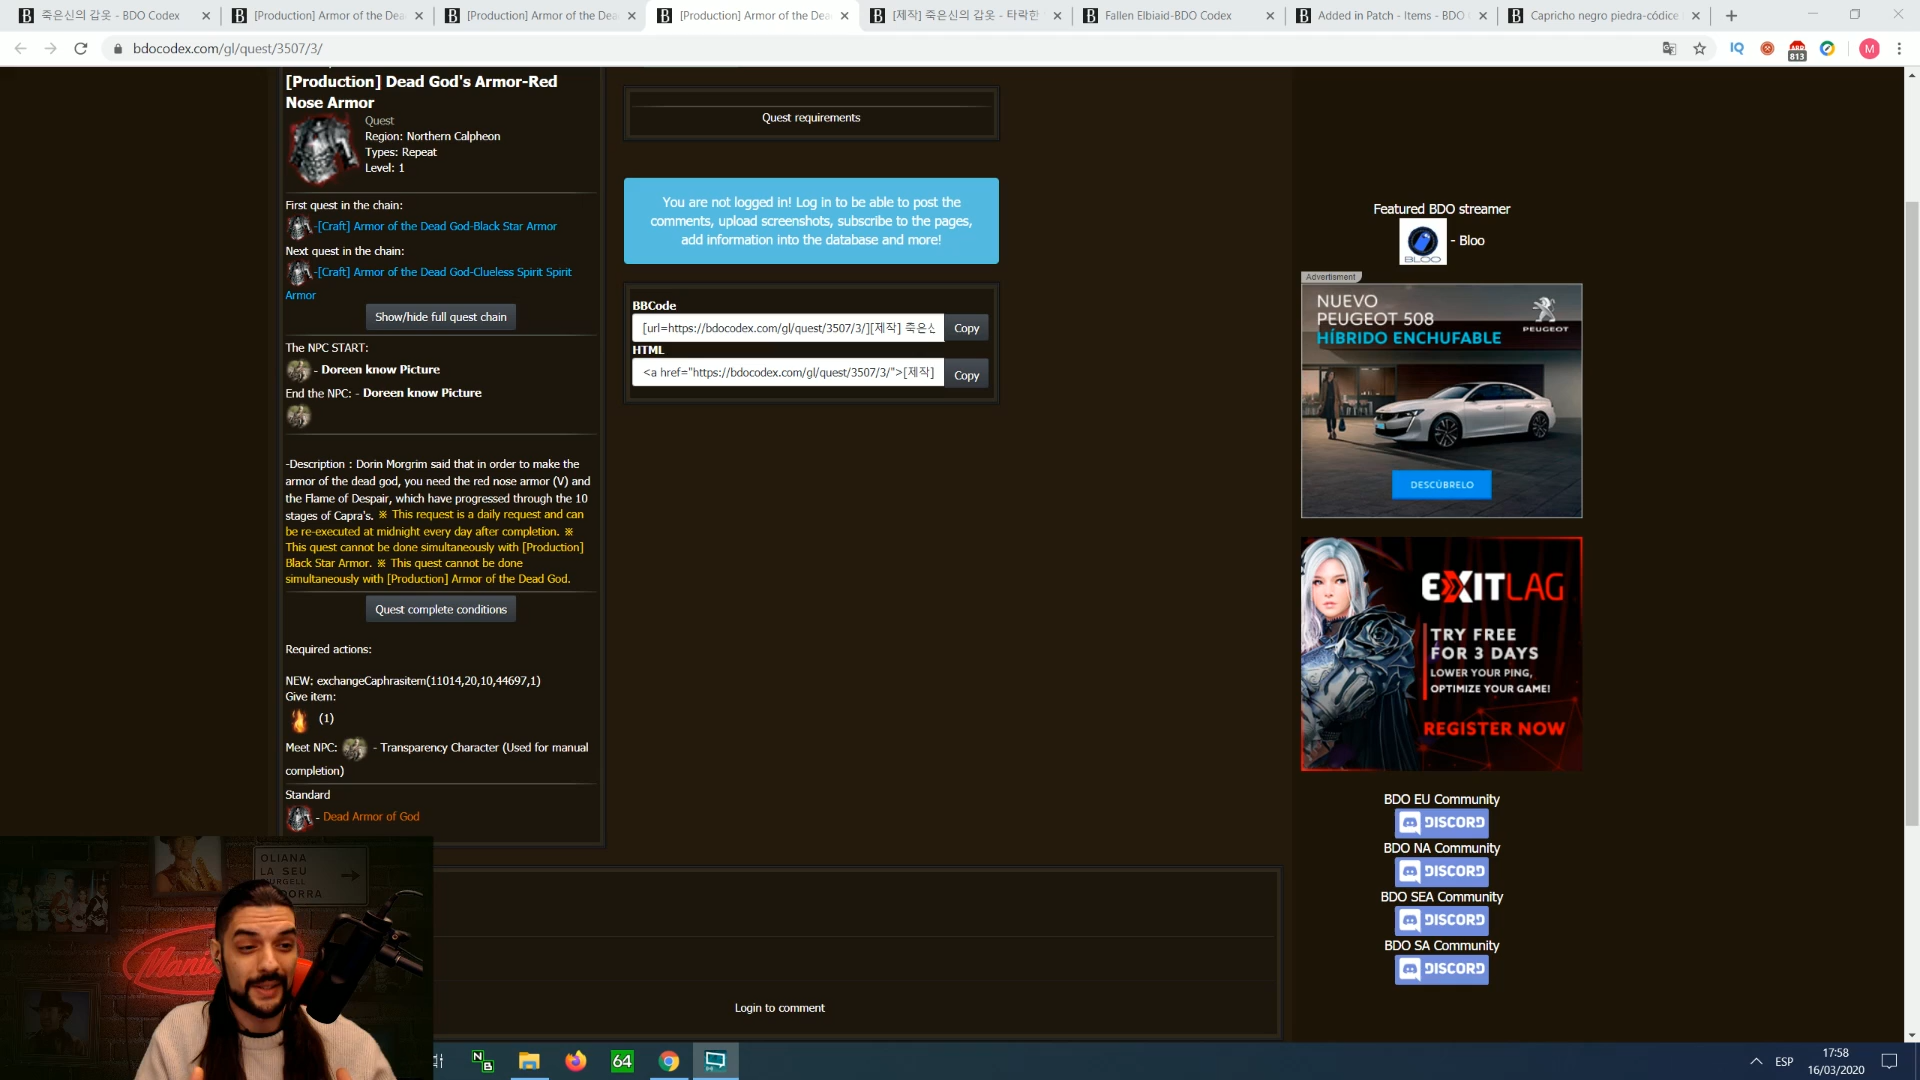 죽은신의 갑옷 - BDO Codex
[Production] Armor of the Dea
[Production] Armor of the Dea
[Production] Armor of the Dea
[제작] 죽은신의 갑옷 - 타락한
Fallen Elbiaid-BDO Codex
Added in Patch - Items - BDO
Capricho negro piedra-códice
bdocodex.com/gl/quest/3507/3/
IQ
813
M
[Production] Dead God's Armor-Red
Nose Armor
Quest
Region: Northern Calpheon
Types: Repeat
Level: 1
First quest in the chain:
-[Craft] Armor of the Dead God-Black Star Armor
Next quest in the chain:
-[Craft] Armor of the Dead God-Clueless Spirit Spirit
Armor
Show/hide full quest chain
The NPC START:
- Doreen know Picture
End the NPC: - Doreen know Picture
-Description : Dorin Morgrim said that in order to make the
armor of the dead god, you need the red nose armor (V) and
the Flame of Despair, which have progressed through the 10
stages of Capra's. ※ This request is a daily request and can
be re-executed at midnight every day after completion. ※
This quest cannot be done simultaneously with [Production]
Black Star Armor. ※ This quest cannot be done
simultaneously with [Production] Armor of the Dead God.
Quest complete conditions
Required actions:
NEW: exchangeCaphrasitem(11014,20,10,44697,1)
Give item:
(1)
Meet NPC: - Transparency Character (Used for manual
completion)
Standard
- Dead Armor of God
Quest requirements
You are not logged in! Log in to be able to post the
comments, upload screenshots, subscribe to the pages,
add information into the database and more!
BBCode
[url=https://bdocodex.com/gl/quest/3507/3/][제작] 죽은신
Copy
HTML
<a href="https://bdocodex.com/gl/quest/3507/3/">[제작]
Copy
Login to comment
Featured BDO streamer
BLOO
- Bloo
Advertisment
NUEVO
PEUGEOT 508
HÍBRIDO ENCHUFABLE
PEUGEOT
DESCÚBRELO
EXITLAG
TRY FREE
FOR 3 DAYS
LOWER YOUR PING,
OPTIMIZE YOUR GAME!
REGISTER NOW
BDO EU Community
DISCORD
BDO NA Community
DISCORD
BDO SEA Community
DISCORD
BDO SA Community
DISCORD
OLIANA
LA SEU
N
B
64
ESP
17:58
16/03/2020